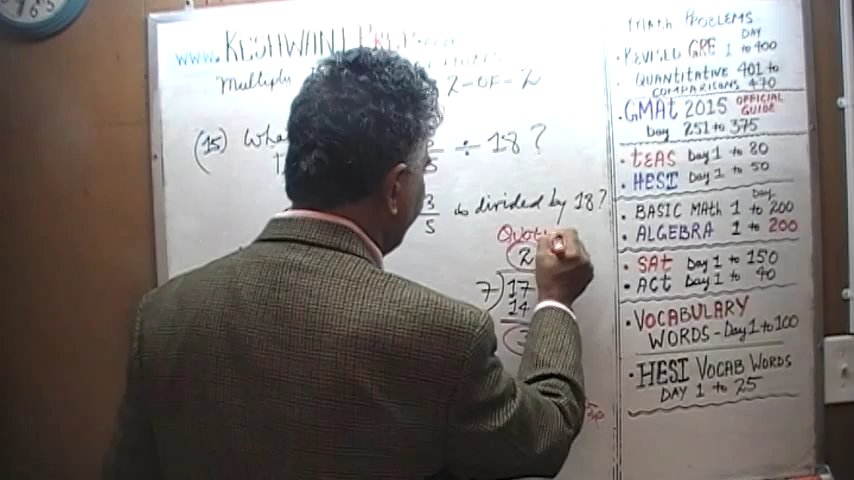 www. KESHWANI PREP.com
Multiply 2-OF-2
(15) Wha ÷ 18?
5
3
5 is divided by 18?
Quot
2
7 17
14
3
MATH PROBLEMS
DAY
• REVISED GRE 1 to 400
• QUANTITATIVE 401 to
COMPARISONS 470
• GMAT 2015 OFFICIAL GUIDE
Day 251 to 375
• TEAS Day 1 to 80
• HESI Day 1 to 50
Day
• BASIC MATH 1 to 200
• ALGEBRA 1 to 200
• SAT Day 1 to 150
• ACT Day 1 to 40
• VOCABULARY
WORDS - Day 1 to 100
• HESI VOCAB WORDS
DAY 1 to 25